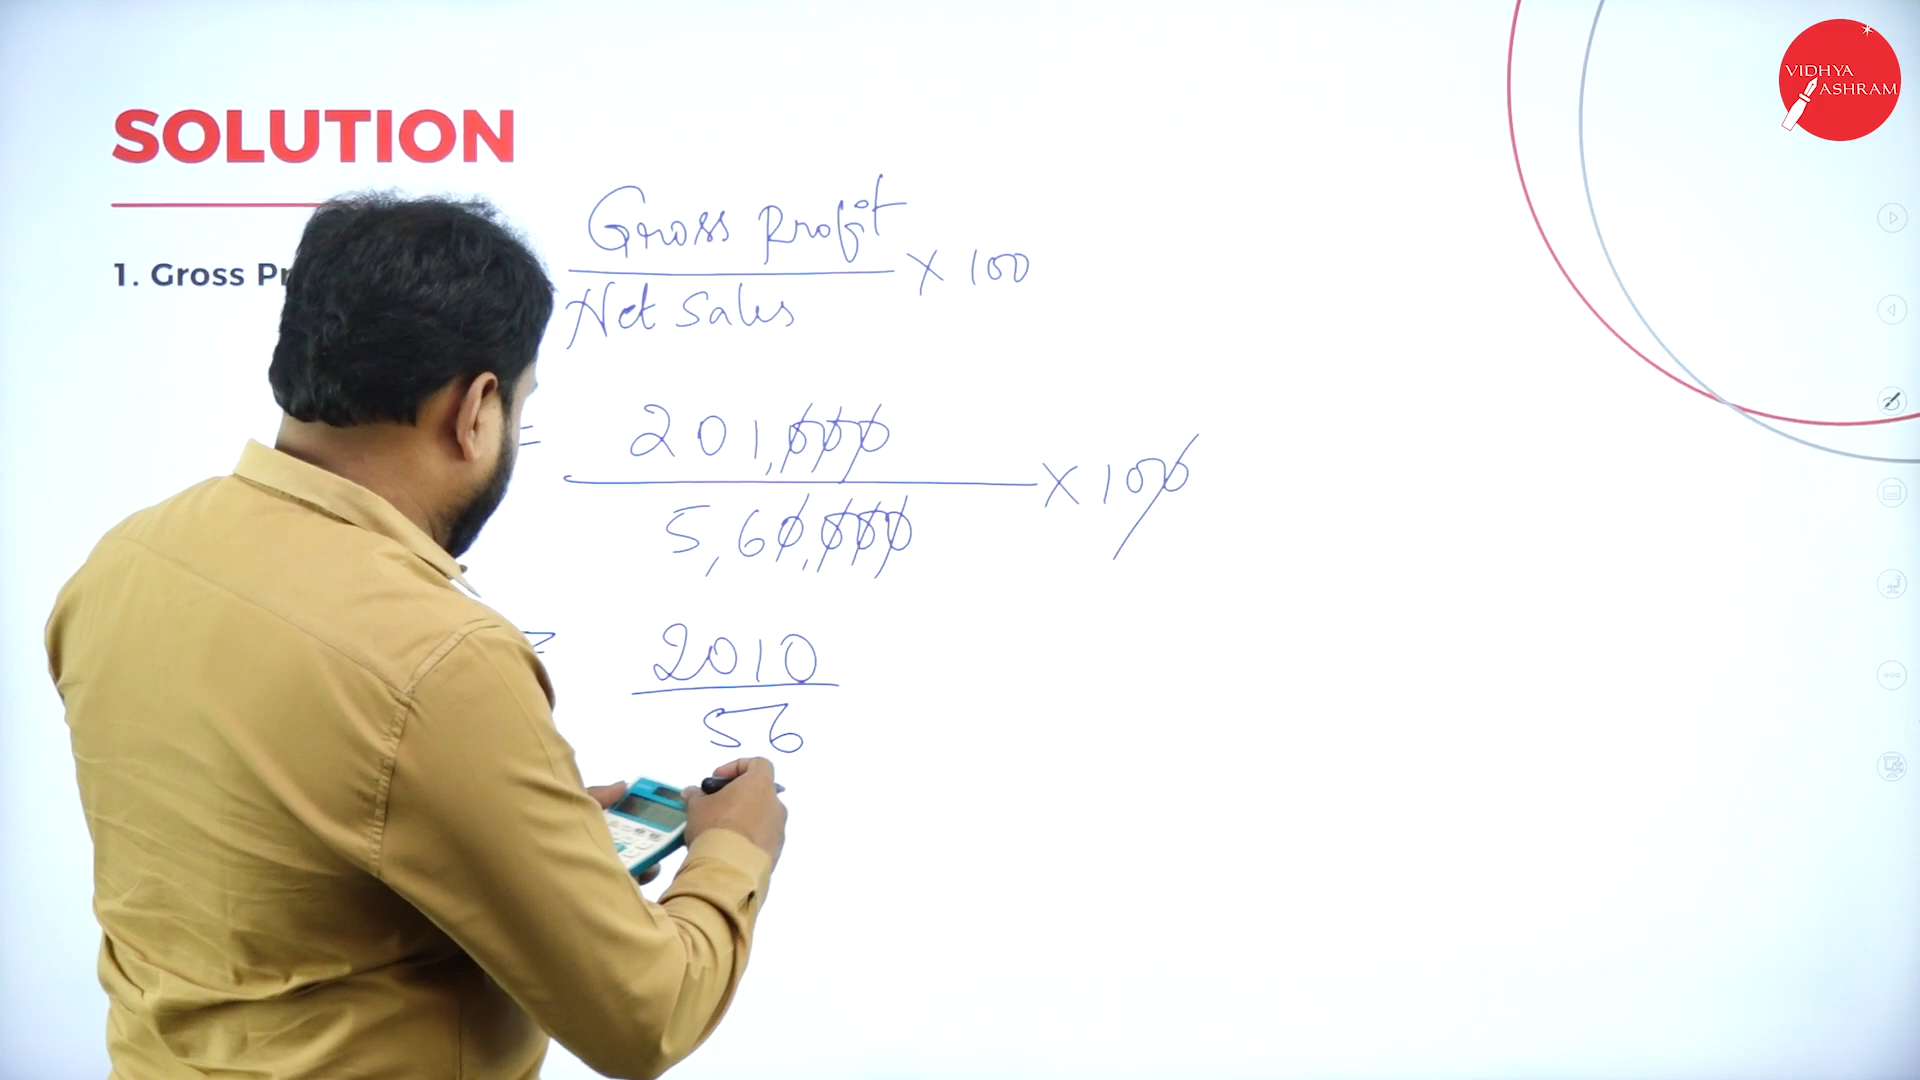 VIDHYA
ASHRAM
SOLUTION
1. Gross Pr
Gross Profit
Net Sales
× 100
= 201,000
5,60,000
× 100
= 2010
56